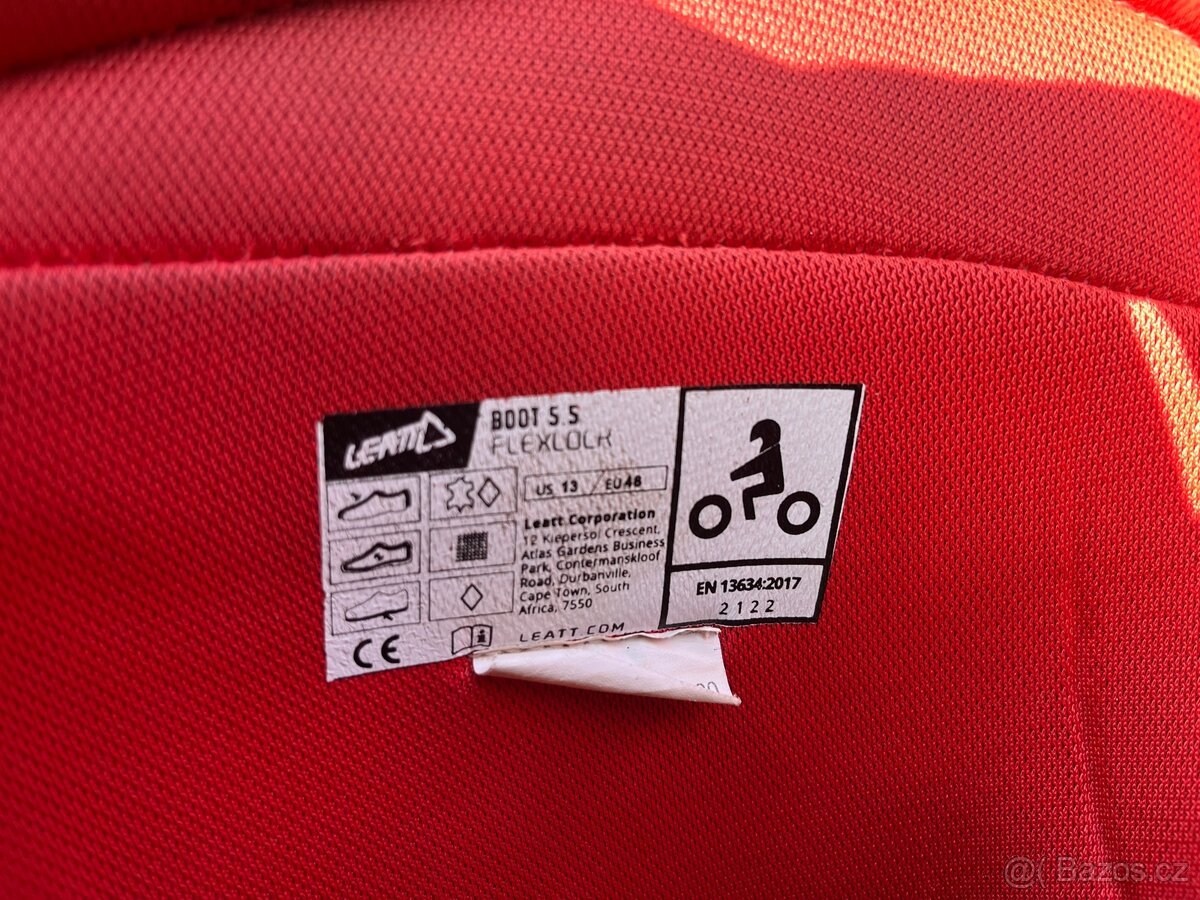 LEATT
BOOT 5.5
FLEXLOCK
US 13 / EU 48
Leatt Corporation
12 Kiepersol Crescent,
Atlas Gardens Business
Park, Contermanskloof
Road, Durbanville,
Cape Town, South
Africa, 7550
CE
LEATT.COM
EN 13634:2017
2122
@( Bazos.cz